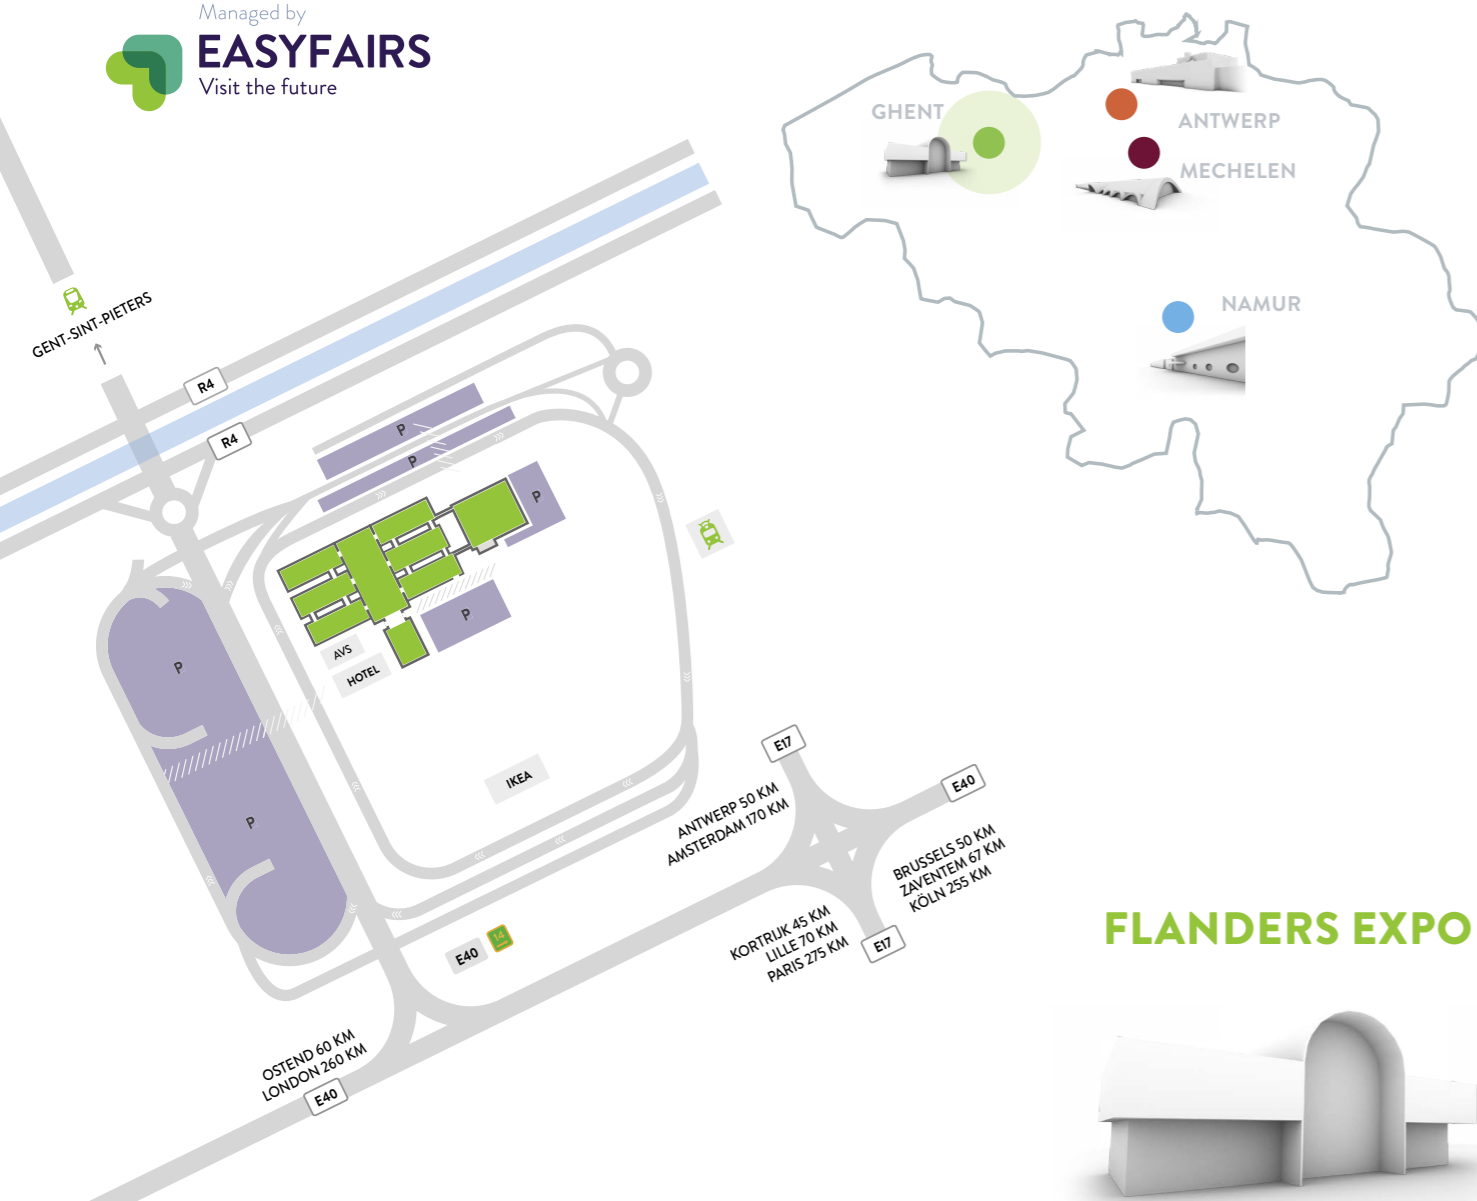 Managed by
EASYFAIRS
Visit the future
GHENT
ANTWERP
MECHELEN
NAMUR
GENT-SINT-PIETERS
R4
R4
P
P
P
P
AVS
HOTEL
P
P
IKEA
E17
ANTWERP 50 KM
AMSTERDAM 170 KM
E40
BRUSSELS 50 KM
ZAVENTEM 67 KM
KÖLN 255 KM
KORTRIJK 45 KM
LILLE 70 KM
PARIS 275 KM
E17
E40
14
OSTEND 60 KM
LONDON 260 KM
E40
FLANDERS EXPO